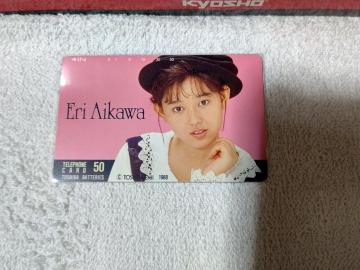 KYOSHO
Eri Aikawa
TELEPHONE
CARD 50
TOSHIBA BATTERIES
1988